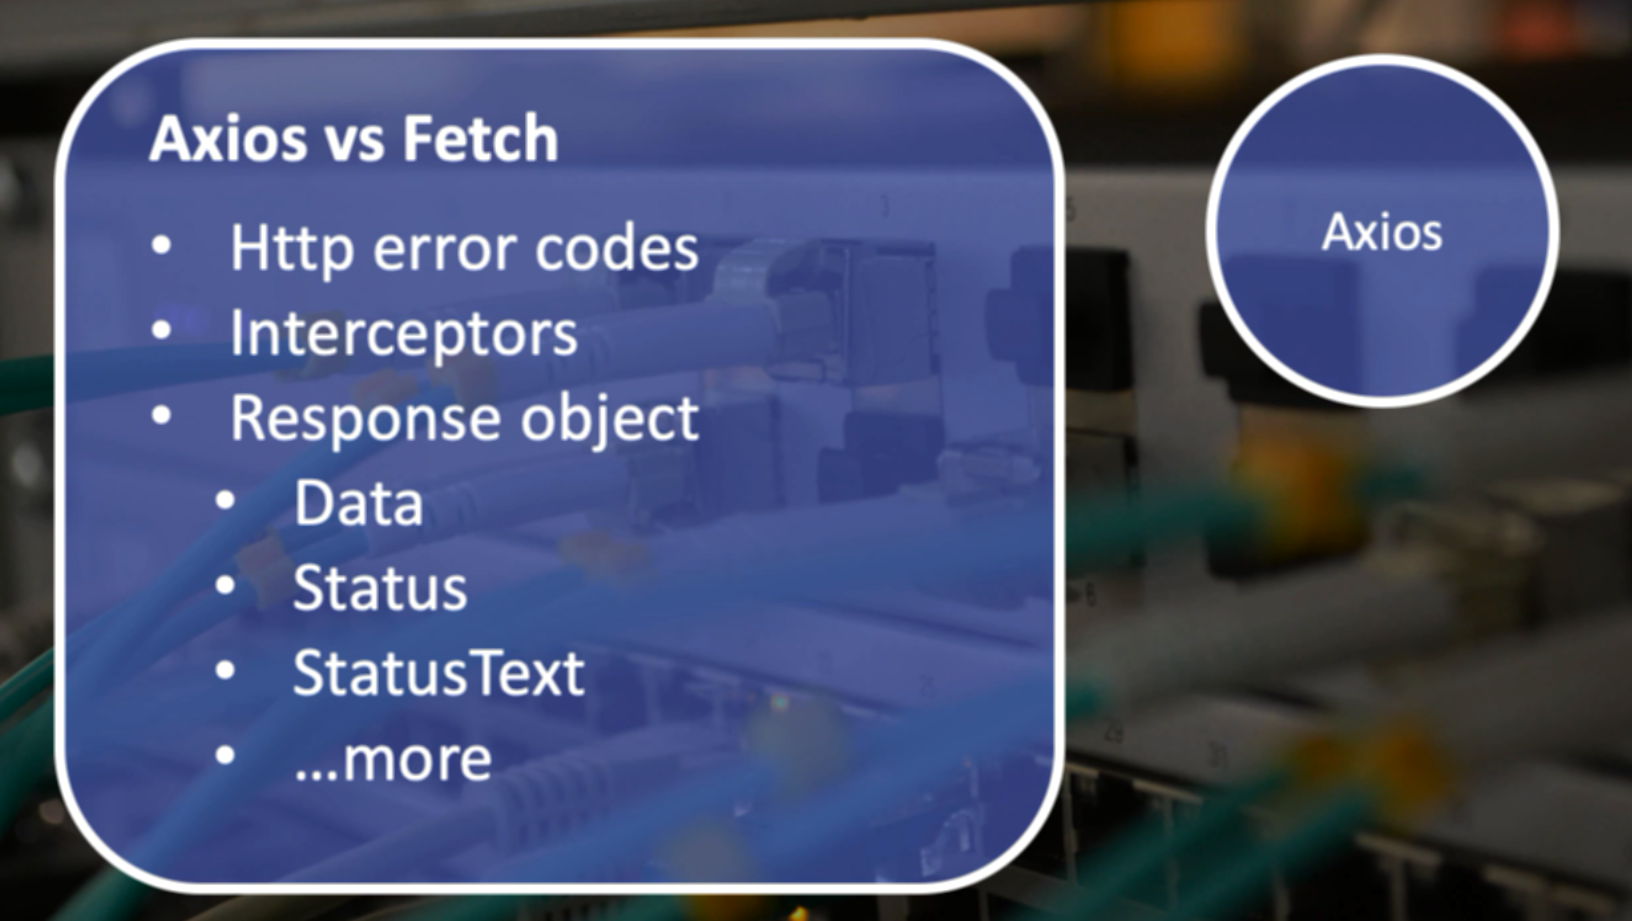 Axios vs Fetch
• Http error codes
• Interceptors
• Response object
• Data
• Status
• StatusText
• ...more
Axios